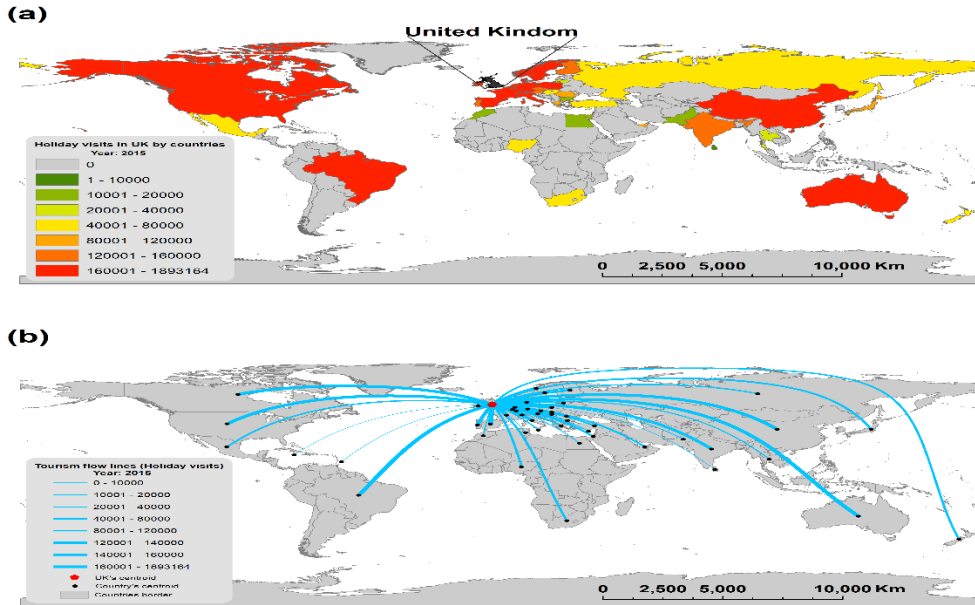 (a)
United Kindom
Holiday visits in UK by countries
Year: 2015
0
1 - 10000
10001 - 20000
20001 - 40000
40001 - 80000
80001 - 120000
120001 - 160000
160001 - 1893164
0 2,500 5,000 10,000 Km
(b)
Tourism flow lines (Holiday visits)
Year: 2015
0 - 10000
10001 - 20000
20001 - 40000
40001 - 80000
80001 - 120000
120001 - 140000
140001 - 160000
160001 - 1893164
UK's centroid
Country's centroid
Countries border
0 2,500 5,000 10,000 Km